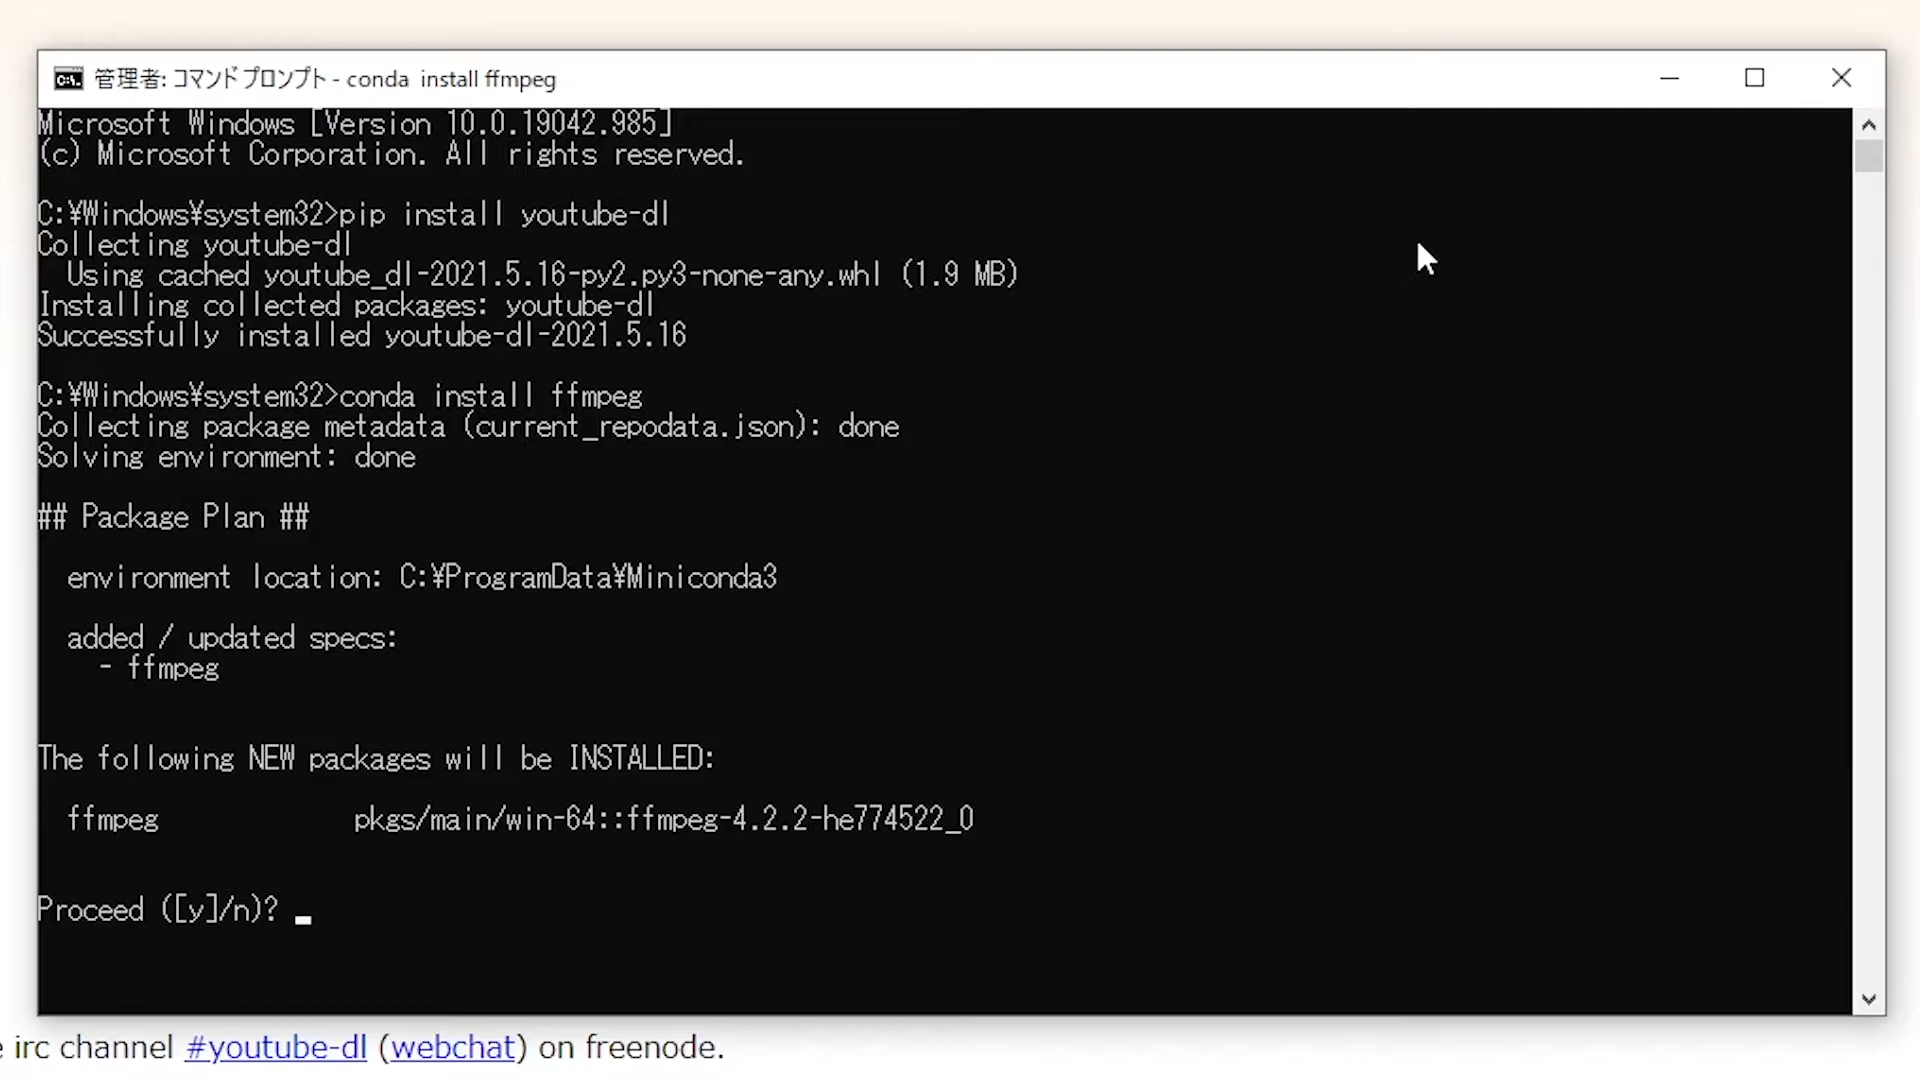 管理者: コマンド プロンプト - conda install ffmpeg
Microsoft Windows [Version 10.0.19042.985]
(c) Microsoft Corporation. All rights reserved.
C:¥Windows¥system32>pip install youtube-dl
Collecting youtube-dl
Using cached youtube_dl-2021.5.16-py2.py3-none-any.whl (1.9 MB)
Installing collected packages: youtube-dl
Successfully installed youtube-dl-2021.5.16
C:¥Windows¥system32>conda install ffmpeg
Collecting package metadata (current_repodata.json): done
Solving environment: done
## Package Plan ##
environment location: C:¥ProgramData¥Miniconda3
added / updated specs:
- ffmpeg
The following NEW packages will be INSTALLED:
ffmpeg pkgs/main/win-64::ffmpeg-4.2.2-he774522_0
Proceed ([y]/n)?
irc channel #youtube-dl (webchat) on freenode.